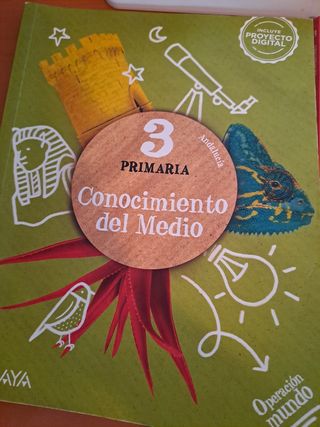 INCLUYE
PROYECTO
DIGITAL
3
PRIMARIA
Andalucía
Conocimiento
del Medio
Operación
mundo
AYA